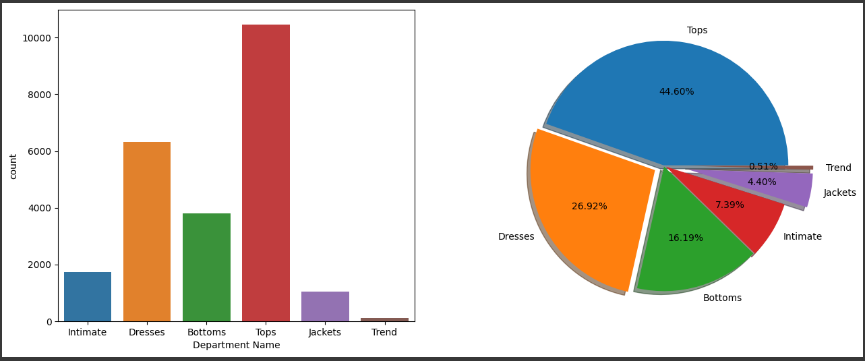 10000
8000
6000
4000
2000
0
count
Intimate Dresses Bottoms Tops Jackets Trend
Department Name
Tops
44.60%
0.51% Trend
4.40% Jackets
7.39%
26.92%
Dresses
Intimate
16.19%
Bottoms